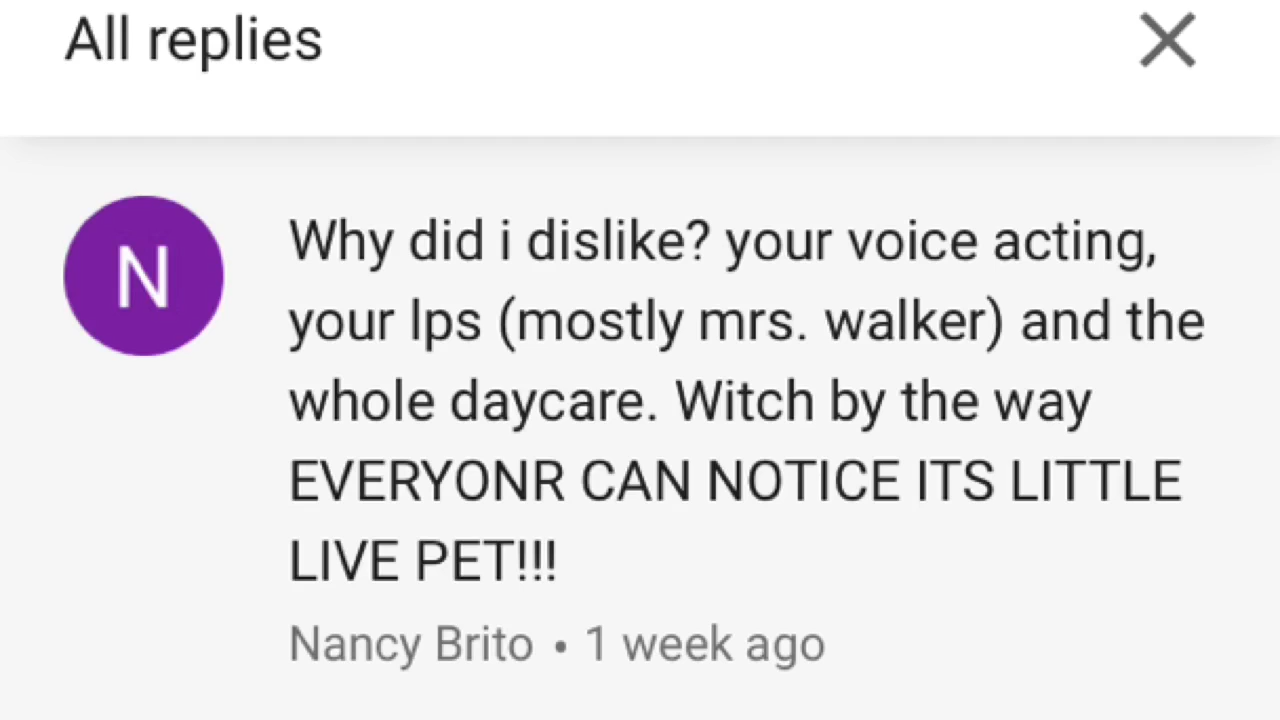 All replies
N
Why did i dislike? your voice acting,
your lps (mostly mrs. walker) and the
whole daycare. Witch by the way
EVERYONR CAN NOTICE ITS LITTLE
LIVE PET!!!
Nancy Brito • 1 week ago